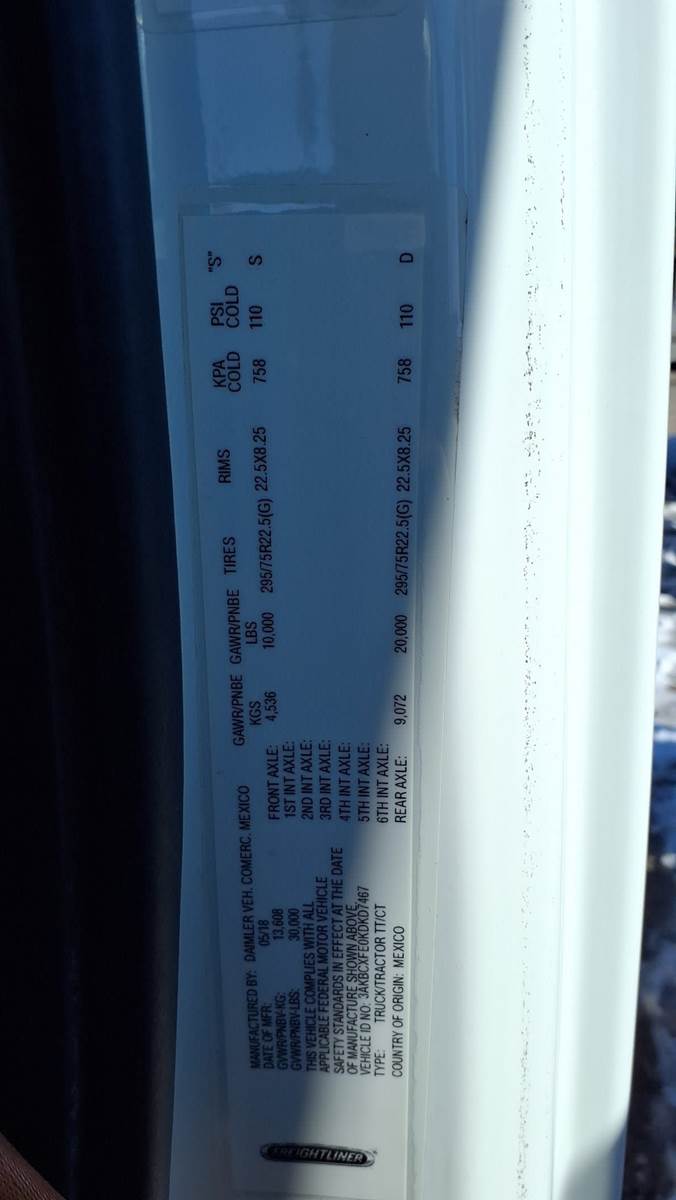 FREIGHTLINER
MANUFACTURED BY: DAIMLER VEH. COMERC. MEXICO
DATE OF MFR: 05/18
GVWR/PNBV-KG: 13,608
GVWR/PNBV-LBS: 30,000
THIS VEHICLE COMPLIES WITH ALL
APPLICABLE FEDERAL MOTOR VEHICLE
SAFETY STANDARDS IN EFFECT AT THE DATE
OF MANUFACTURE SHOWN ABOVE.
VEHICLE ID NO: 3AKBCXFE0KDKD7467
TYPE: TRUCK/TRACTOR TT/CT
COUNTRY OF ORIGIN: MEXICO
GAWR/PNBE KGS GAWR/PNBE LBS TIRES RIMS KPA COLD PSI COLD "S"
FRONT AXLE: 4,536 10,000 295/75R22.5(G) 22.5X8.25 758 110 S
1ST INT AXLE:
2ND INT AXLE:
3RD INT AXLE:
4TH INT AXLE:
5TH INT AXLE:
6TH INT AXLE:
REAR AXLE: 9,072 20,000 295/75R22.5(G) 22.5X8.25 758 110 D